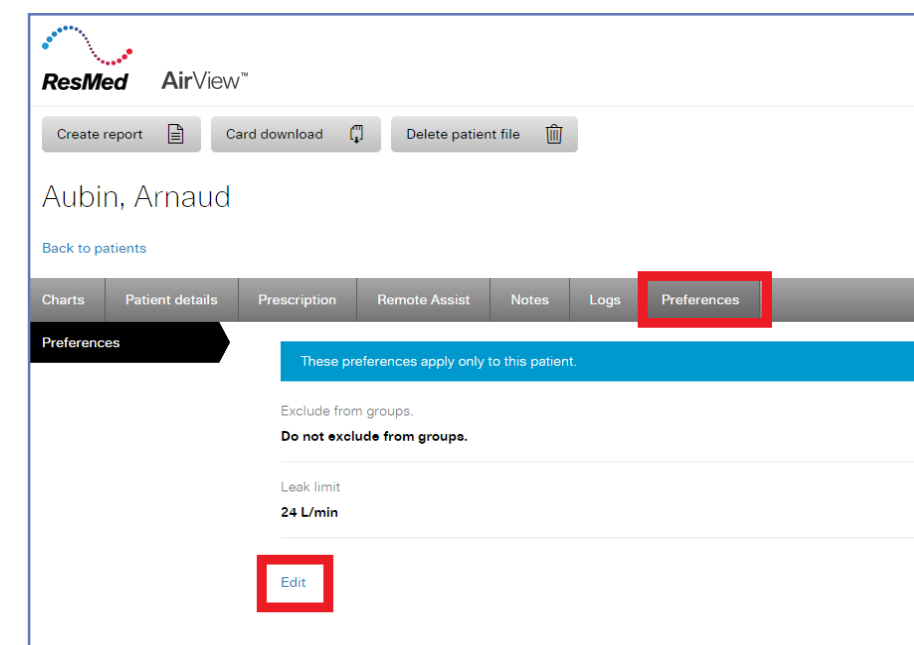 ResMed AirView™
Create report Card download Delete patient file
Aubin, Arnaud
Back to patients
Charts Patient details Prescription Remote Assist Notes Logs Preferences
Preferences
These preferences apply only to this patient.
Exclude from groups.
Do not exclude from groups.
Leak limit
24 L/min
Edit